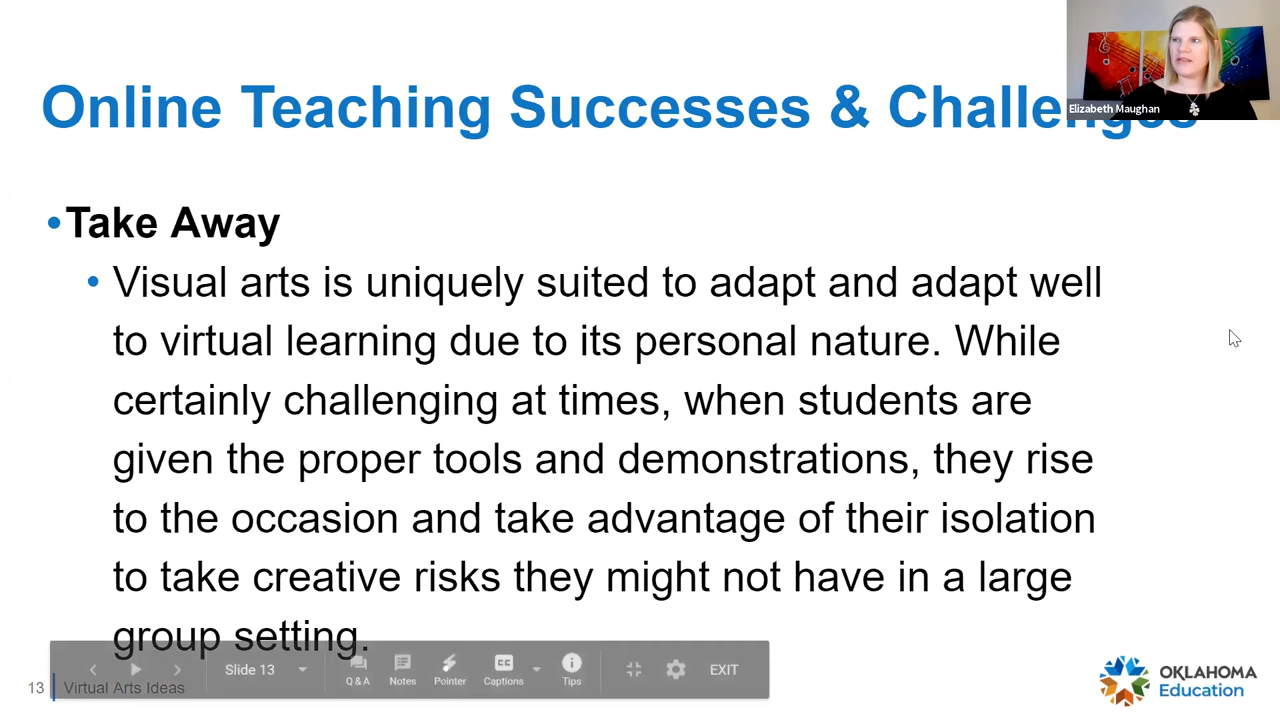 Online Teaching Successes & Challenges
Elizabeth Maughan
•Take Away
• Visual arts is uniquely suited to adapt and adapt well
to virtual learning due to its personal nature. While
certainly challenging at times, when students are
given the proper tools and demonstrations, they rise
to the occasion and take advantage of their isolation
to take creative risks they might not have in a large
group setting.
Slide 13
Q & A
Notes
Pointer
CC
Captions
Tips
EXIT
13 Virtual Arts Ideas
OKLAHOMA
Education